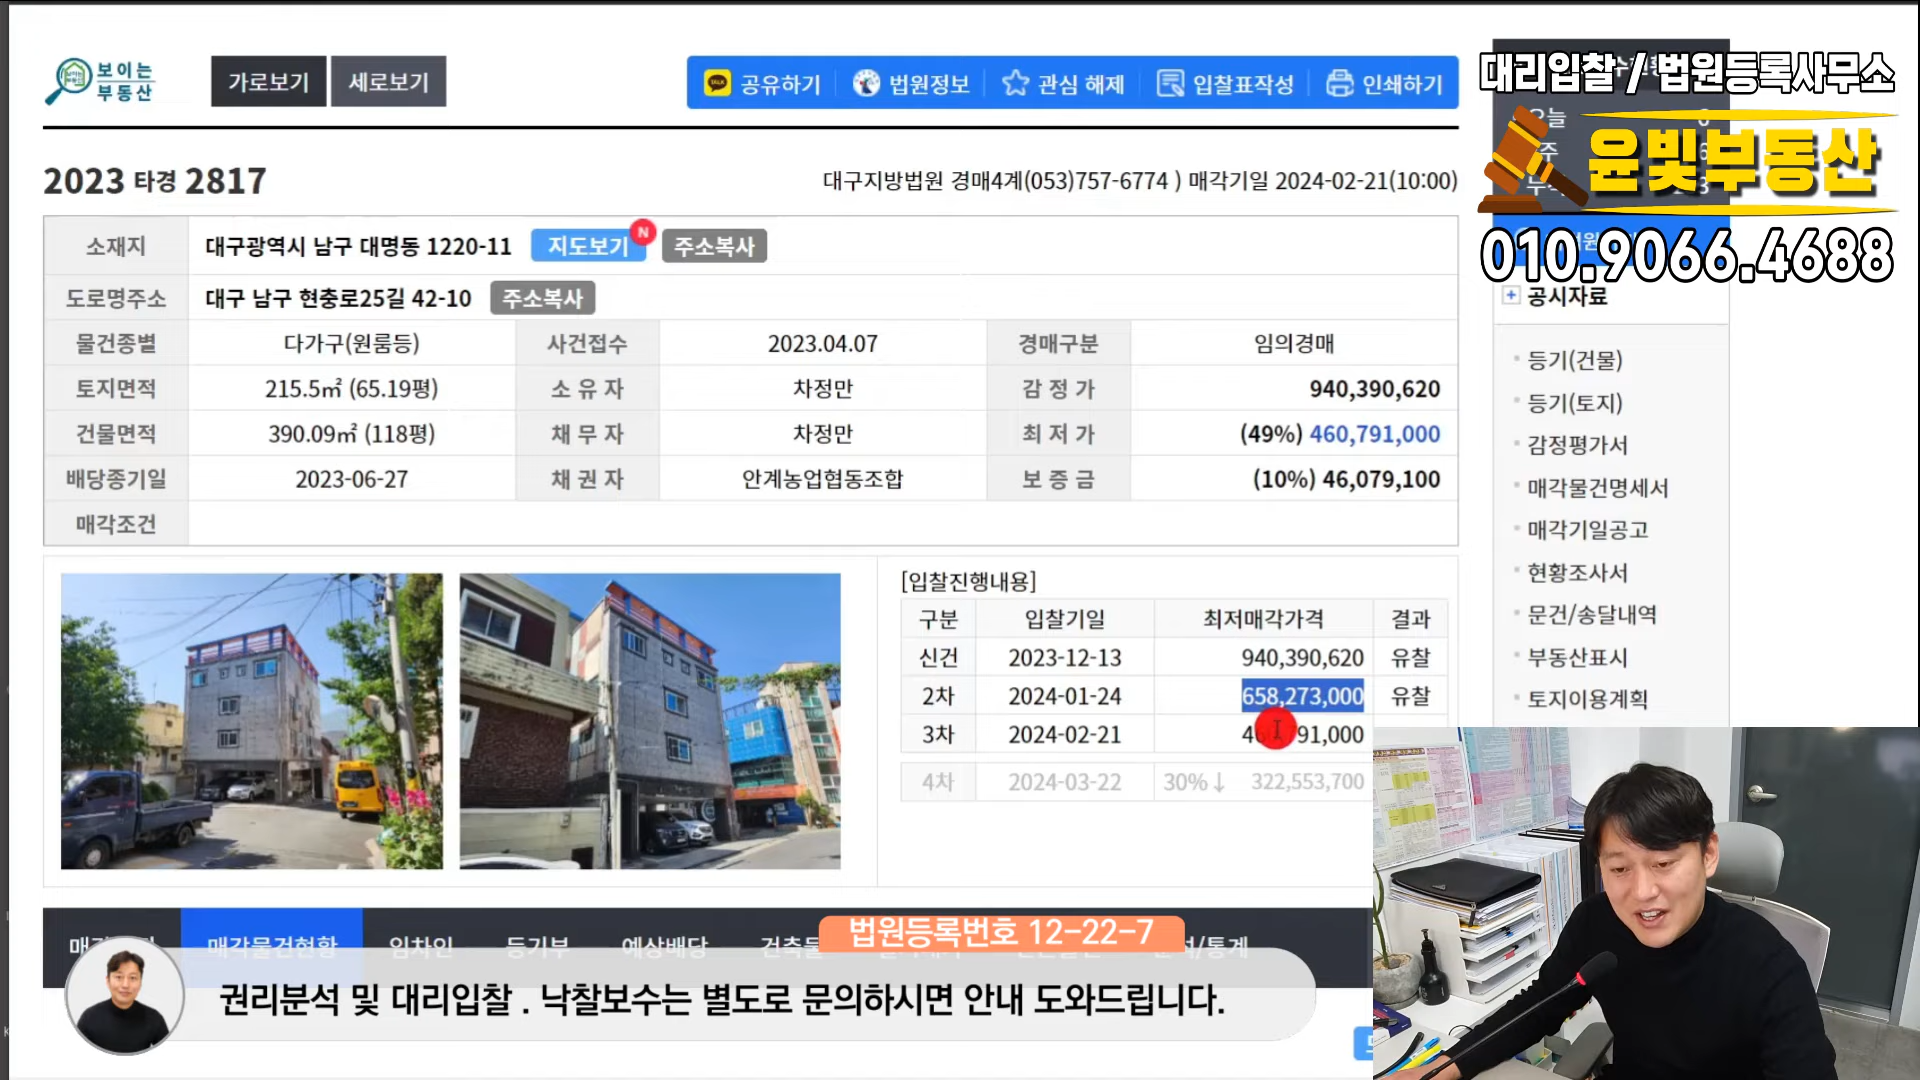 보이는
부동산
가로보기
세로보기
공유하기
법원정보
관심 해제
입찰표작성
인쇄하기
대리입찰 / 법원등록사무소
윤빛부동산
010.9066.4688
2023 타경 2817
대구지방법원 경매4계(053)757-6774 ) 매각기일 2024-02-21(10:00)
소재지 대구광역시 남구 대명동 1220-11 지도보기 N 주소복사
도로명주소 대구 남구 현충로25길 42-10 주소복사
물건종별 다가구(원룸등) 사건접수 2023.04.07 경매구분 임의경매
토지면적 215.5㎡ (65.19평) 소 유 자 차정만 감 정 가 940,390,620
건물면적 390.09㎡ (118평) 채 무 자 차정만 최 저 가 (49%) 460,791,000
배당종기일 2023-06-27 채 권 자 안계농업협동조합 보 증 금 (10%) 46,079,100
매각조건
공시자료
등기(건물)
등기(토지)
감정평가서
매각물건명세서
매각기일공고
현황조사서
문건/송달내역
부동산표시
토지이용계획
[입찰진행내용]
구분 입찰기일 최저매각가격 결과
신건 2023-12-13 940,390,620 유찰
2차 2024-01-24 658,273,000 유찰
3차 2024-02-21
4차 2024-03-22 30%↓ 322,553,700
매각물건현황 임차인 등기부 예상배당
법원등록번호 12-22-7
권리분석 및 대리입찰 . 낙찰보수는 별도로 문의하시면 안내 도와드립니다.